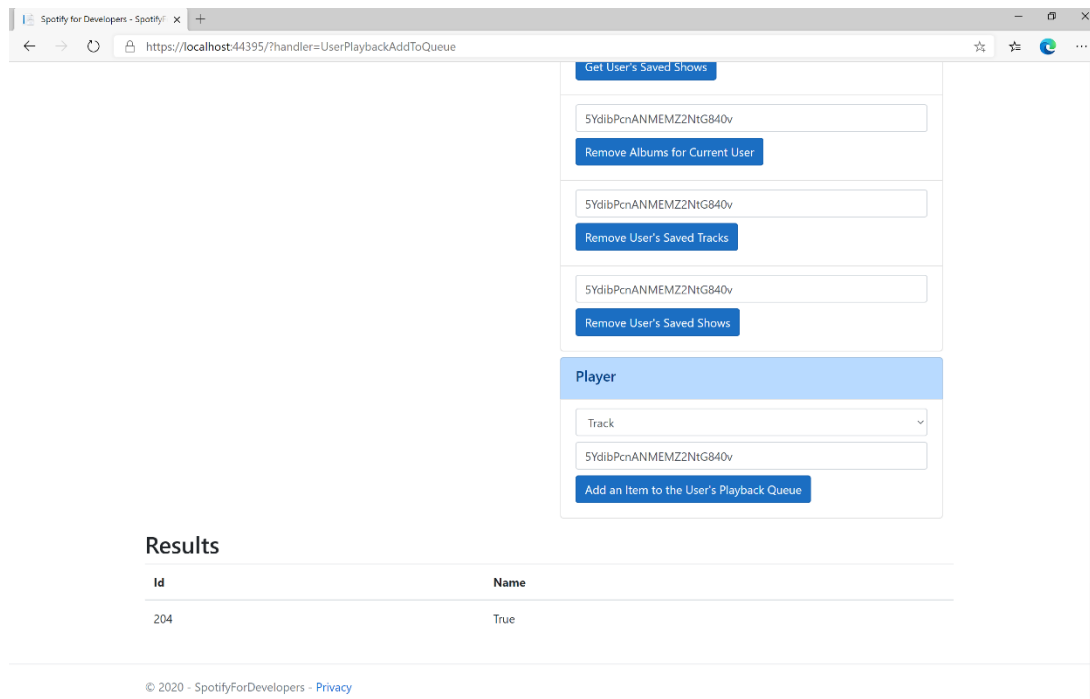 Spotify for Developers - Spotify
https://localhost:44395/?handler=UserPlaybackAddToQueue
Get User's Saved Shows
5YdibPcnANMEMZ2NtG840v
Remove Albums for Current User
5YdibPcnANMEMZ2NtG840v
Remove User's Saved Tracks
5YdibPcnANMEMZ2NtG840v
Remove User's Saved Shows
Player
Track
5YdibPcnANMEMZ2NtG840v
Add an Item to the User's Playback Queue
Results
Id Name
204 True
© 2020 - SpotifyForDevelopers - Privacy